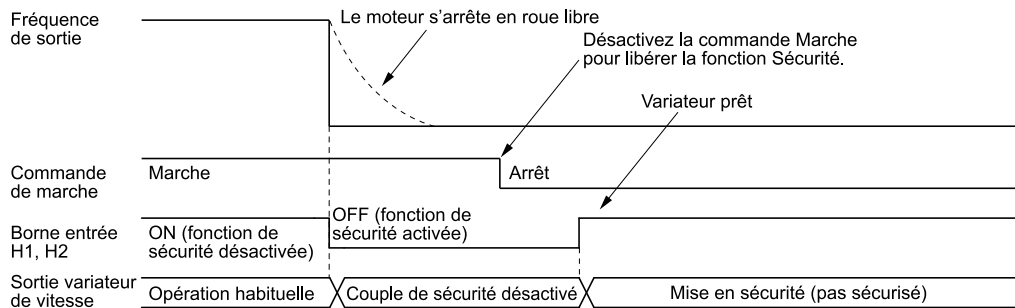 Fréquence
de sortie
Le moteur s’arrête en roue libre
Désactivez la commande Marche
pour libérer la fonction Sécurité.
Variateur prêt
Commande
de marche
Marche
Arrêt
Borne entrée
H1, H2
ON (fonction de
sécurité désactivée)
OFF (fonction de
sécurité activée)
Sortie variateur
de vitesse
Opération habituelle
Couple de sécurité désactivé
Mise en sécurité (pas sécurisé)